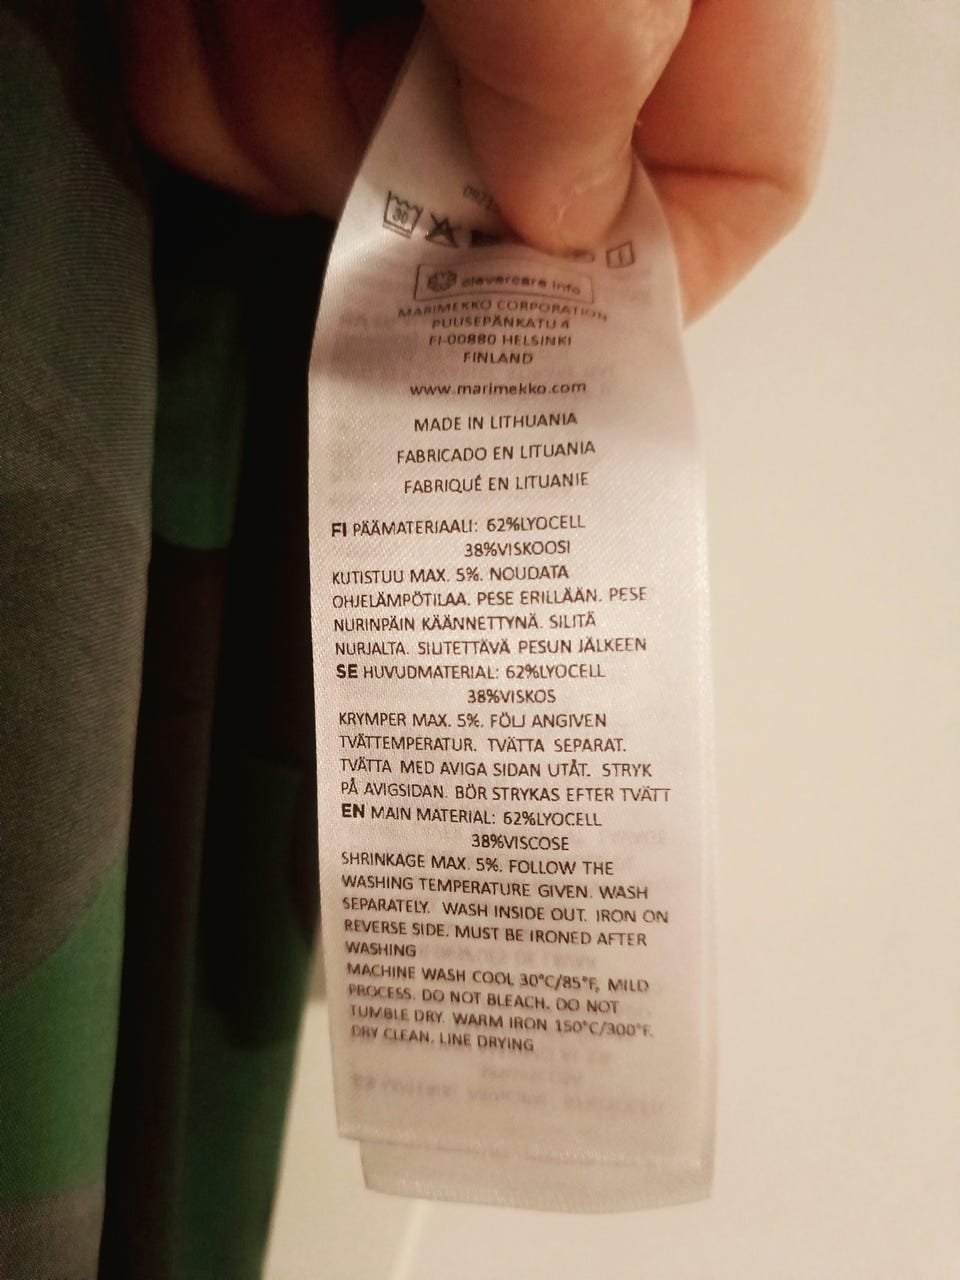 30
clevercare.info
MARIMEKKO CORPORATION
PUUSEPÄNKATU 4
FI-00880 HELSINKI
FINLAND
www.marimekko.com
MADE IN LITHUANIA
FABRICADO EN LITUANIA
FABRIQUÉ EN LITUANIE
FI PÄÄMATERIAALI: 62%LYOCELL
38%VISKOOSI
KUTISTUU MAX. 5%. NOUDATA
OHJELÄMPÖTILAA. PESE ERILLÄÄN. PESE
NURINPÄIN KÄÄNNETTYNÄ. SILITÄ
NURJALTA. SILITETTÄVÄ PESUN JÄLKEEN
SE HUVUDMATERIAL: 62%LYOCELL
38%VISKOS
KRYMPER MAX. 5%. FÖLJ ANGIVEN
TVÄTTEMPERATUR. TVÄTTA SEPARAT.
TVÄTTA MED AVIGA SIDAN UTÅT. STRYK
PÅ AVIGSIDAN. BÖR STRYKAS EFTER TVÄTT
EN MAIN MATERIAL: 62%LYOCELL
38%VISCOSE
SHRINKAGE MAX. 5%. FOLLOW THE
WASHING TEMPERATURE GIVEN. WASH
SEPARATELY. WASH INSIDE OUT. IRON ON
REVERSE SIDE. MUST BE IRONED AFTER
WASHING
MACHINE WASH COOL 30°C/85°F, MILD
PROCESS. DO NOT BLEACH. DO NOT
TUMBLE DRY. WARM IRON 150°C/300°F.
DRY CLEAN. LINE DRYING